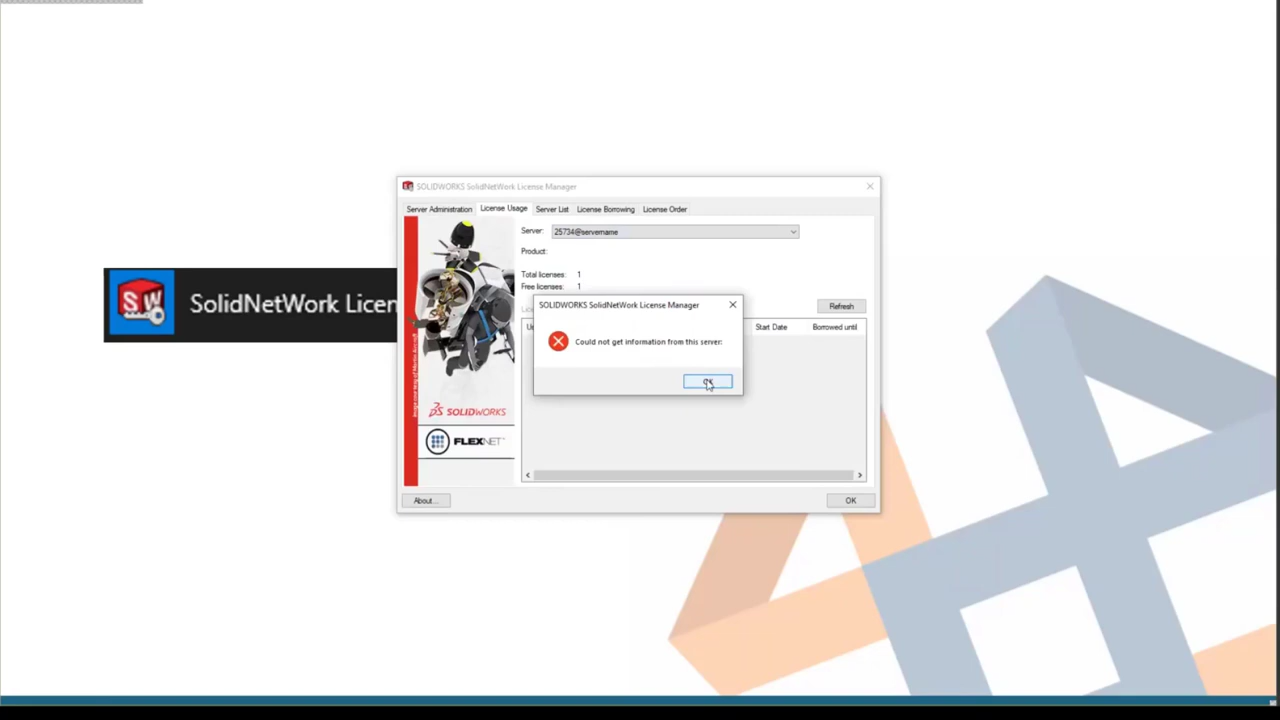 SolidNetWork Licen
SOLIDWORKS SolidNetWork License Manager
Server Administration License Usage Server List License Borrowing License Order
Server: 25734@servername
Product:
Total licenses: 1
Free licenses: 1
Refresh
Start Date Borrowed until
SOLIDWORKS SolidNetWork License Manager
Could not get information from this server:
OK
SOLIDWORKS
FLEXNET
About...
OK